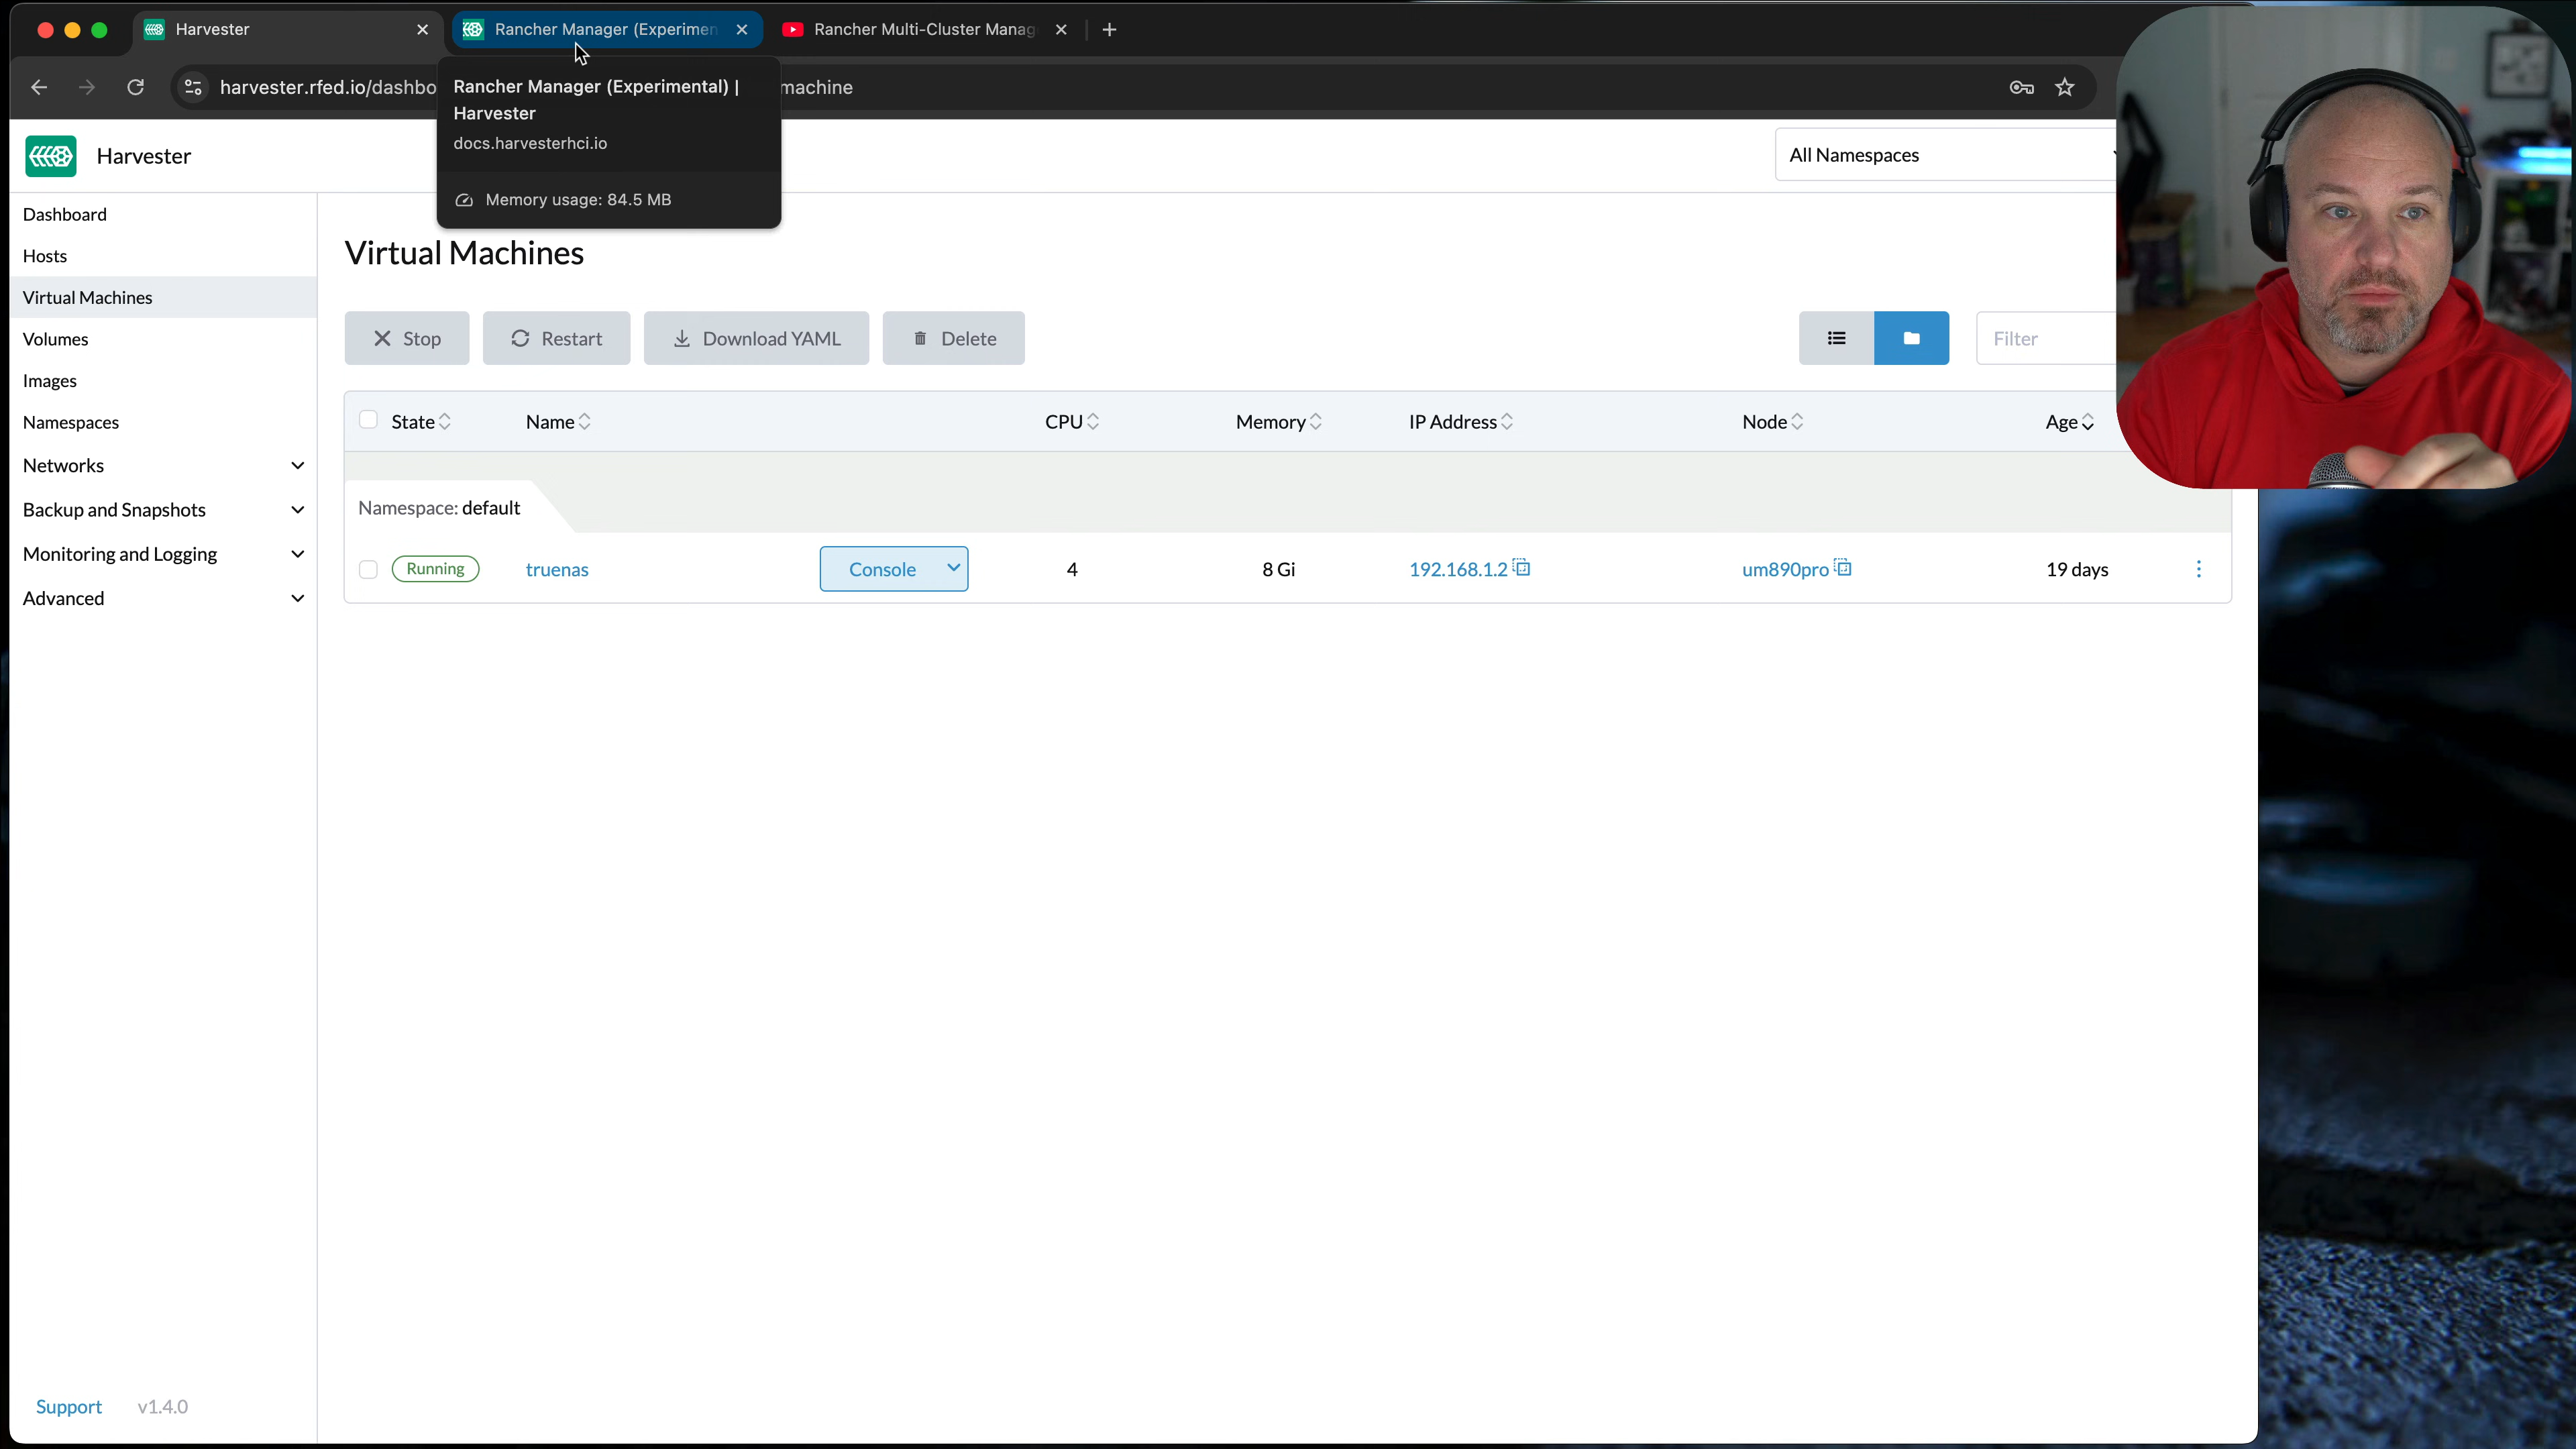 Harvester
Rancher Manager (Experimen
Rancher Multi-Cluster Manag
harvester.rfed.io/dashbo
machine
Rancher Manager (Experimental) |
Harvester
docs.harvesterhci.io
Memory usage: 84.5 MB
Harvester
All Namespaces
Dashboard
Hosts
Virtual Machines
Volumes
Images
Namespaces
Networks
Backup and Snapshots
Monitoring and Logging
Advanced
Virtual Machines
Stop
Restart
Download YAML
Delete
Filter
State
Name
CPU
Memory
IP Address
Node
Age
Namespace: default
Running
truenas
Console
4
8 Gi
192.168.1.2
um890pro
19 days
Support
v1.4.0